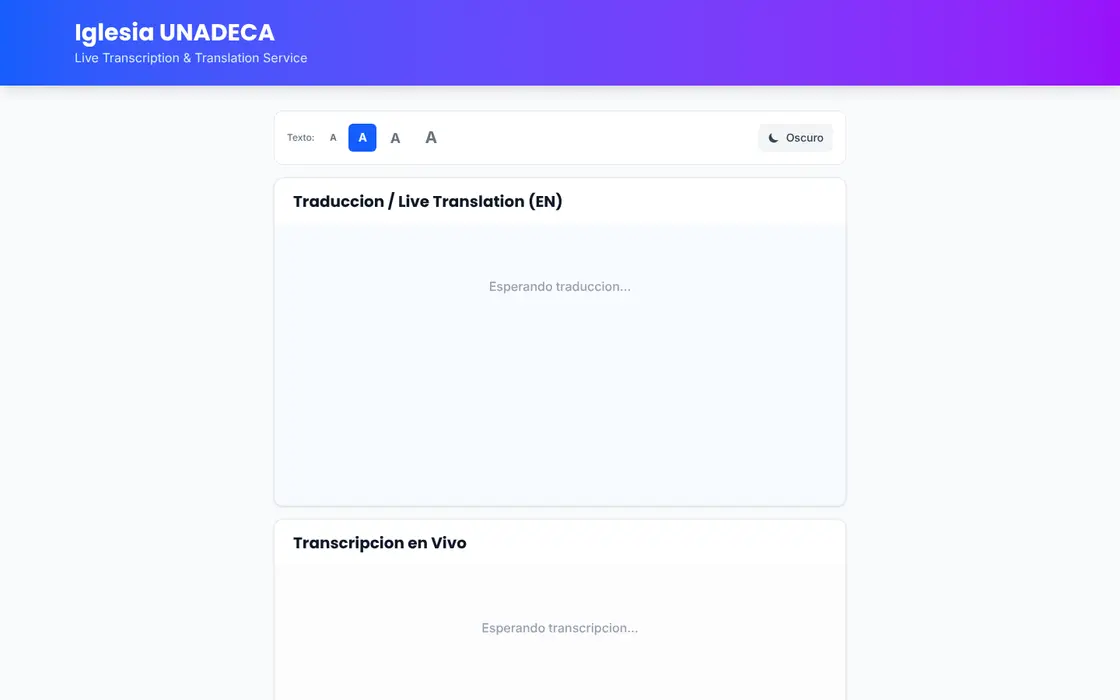 Iglesia UNADECA
Live Transcription & Translation Service
Texto: A A A A Oscuro
Traduccion / Live Translation (EN)
Esperando traduccion...
Transcripcion en Vivo
Esperando transcripcion...